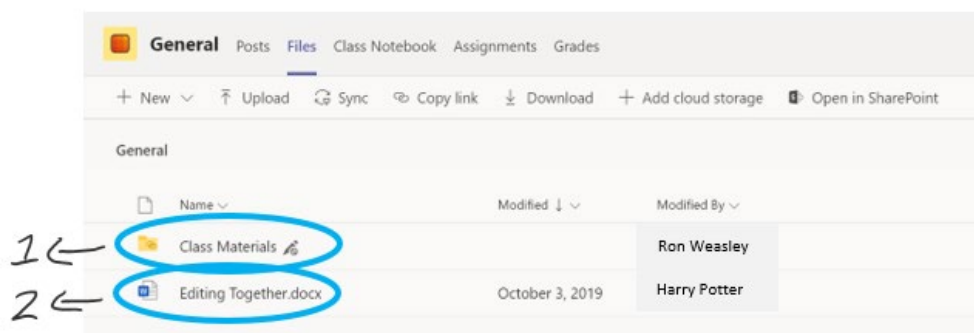 General Posts Files Class Notebook Assignments Grades
+ New Upload Sync Copy link Download + Add cloud storage Open in SharePoint
General
Name Modified ↓ Modified By
1 Class Materials Ron Weasley
2 Editing Together.docx October 3, 2019 Harry Potter